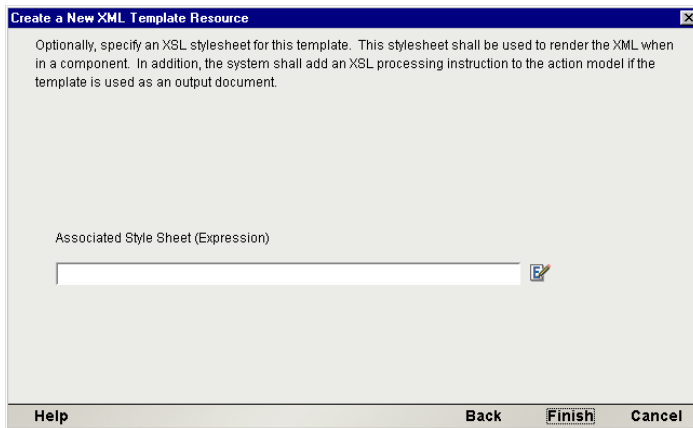 Create a New XML Template Resource
Optionally, specify an XSL stylesheet for this template. This stylesheet shall be used to render the XML when
in a component. In addition, the system shall add an XSL processing instruction to the action model if the
template is used as an output document.
Associated Style Sheet (Expression)
Help Back Finish Cancel